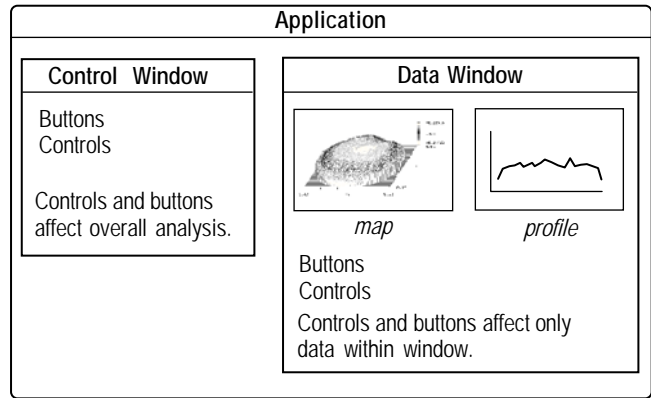 Application
Control Window
Buttons
Controls
Controls and buttons
affect overall analysis.
Data Window
map
profile
Buttons
Controls
Controls and buttons affect only
data within window.